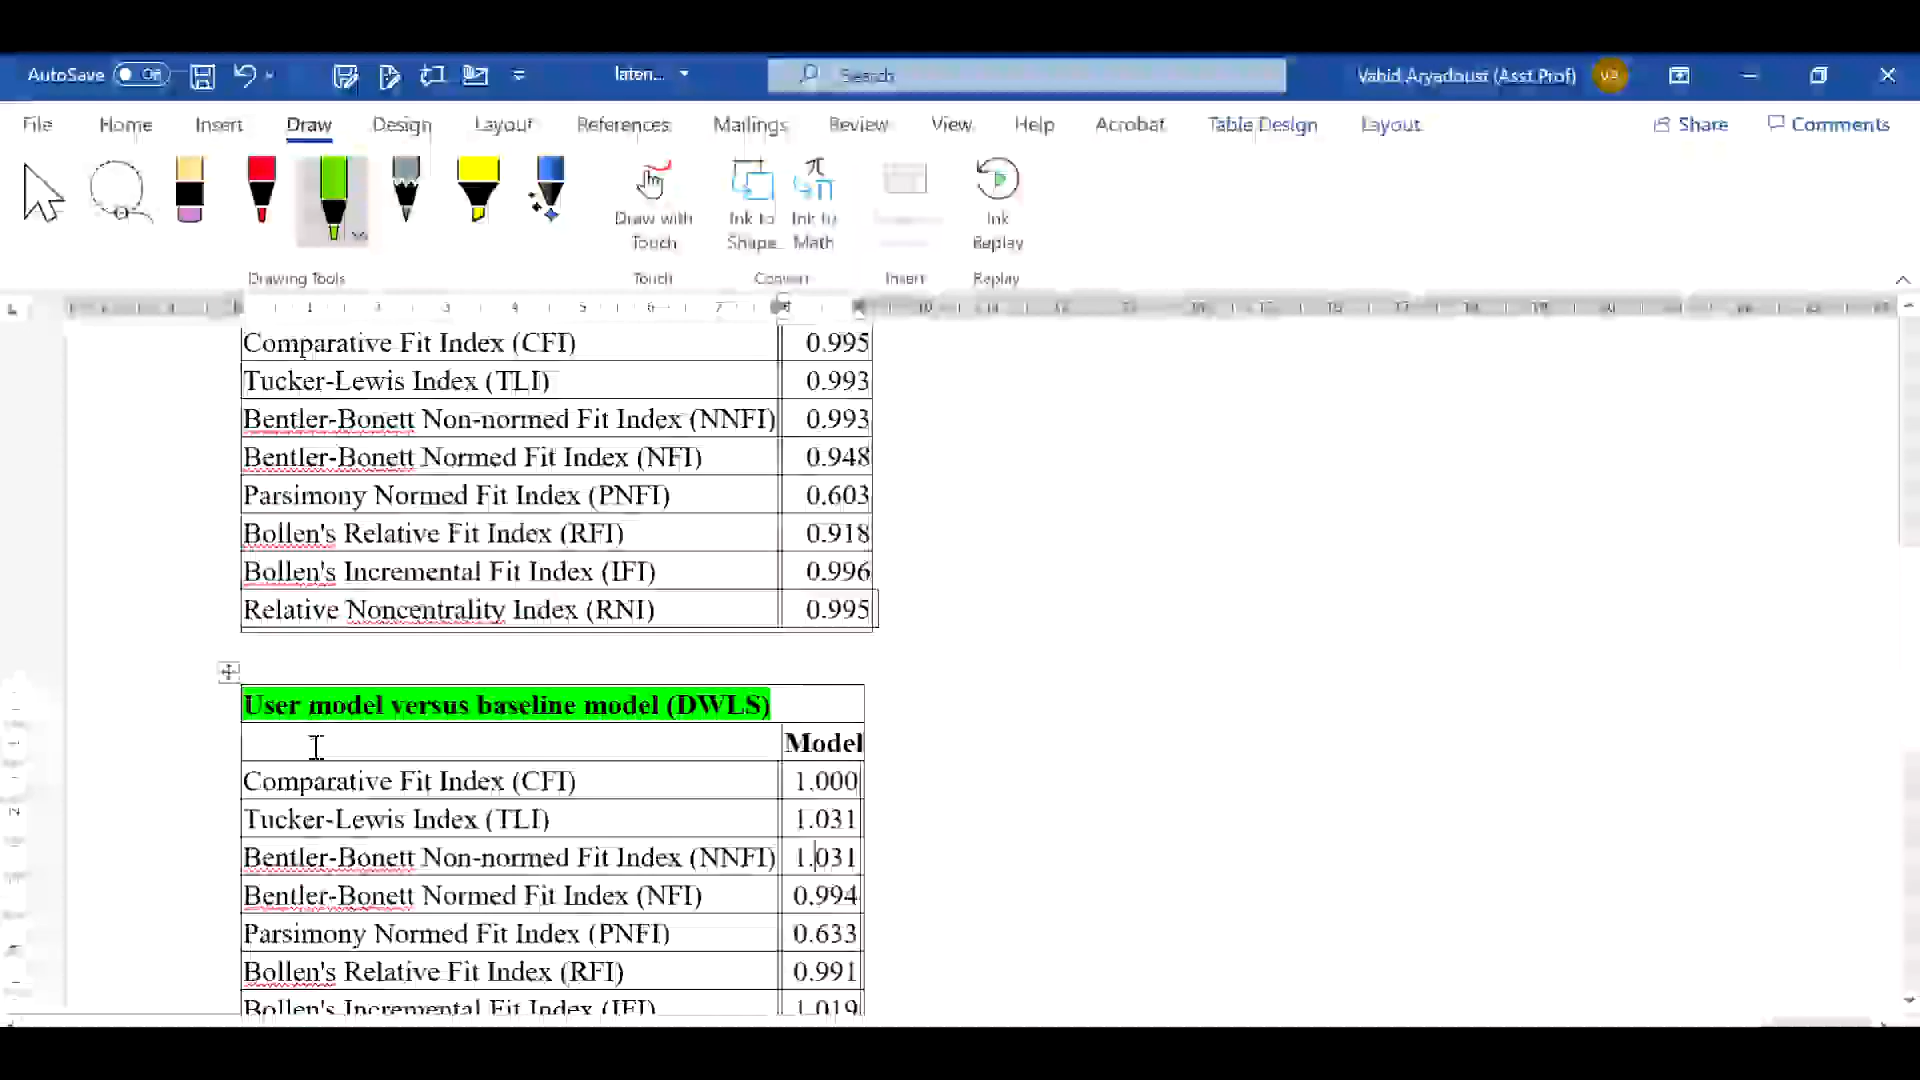 AutoSave Off laten... Search Vahid Aryadoust (Asst Prof)
File Home Insert Draw Design Layout References Mailings Review View Help Acrobat Table Design Layout Share Comments
Draw with Touch
Ink to Shape
Ink to Math
Ink Replay
Drawing Tools Touch Convert Insert Replay
Comparative Fit Index (CFI) 0.995
Tucker-Lewis Index (TLI) 0.993
Bentler-Bonett Non-normed Fit Index (NNFI) 0.993
Bentler-Bonett Normed Fit Index (NFI) 0.948
Parsimony Normed Fit Index (PNFI) 0.603
Bollen's Relative Fit Index (RFI) 0.918
Bollen's Incremental Fit Index (IFI) 0.996
Relative Noncentrality Index (RNI) 0.995
User model versus baseline model (DWLS)
Model
Comparative Fit Index (CFI) 1.000
Tucker-Lewis Index (TLI) 1.031
Bentler-Bonett Non-normed Fit Index (NNFI) 1.031
Bentler-Bonett Normed Fit Index (NFI) 0.994
Parsimony Normed Fit Index (PNFI) 0.633
Bollen's Relative Fit Index (RFI) 0.991
Bollen's Incremental Fit Index (IFI) 1.019